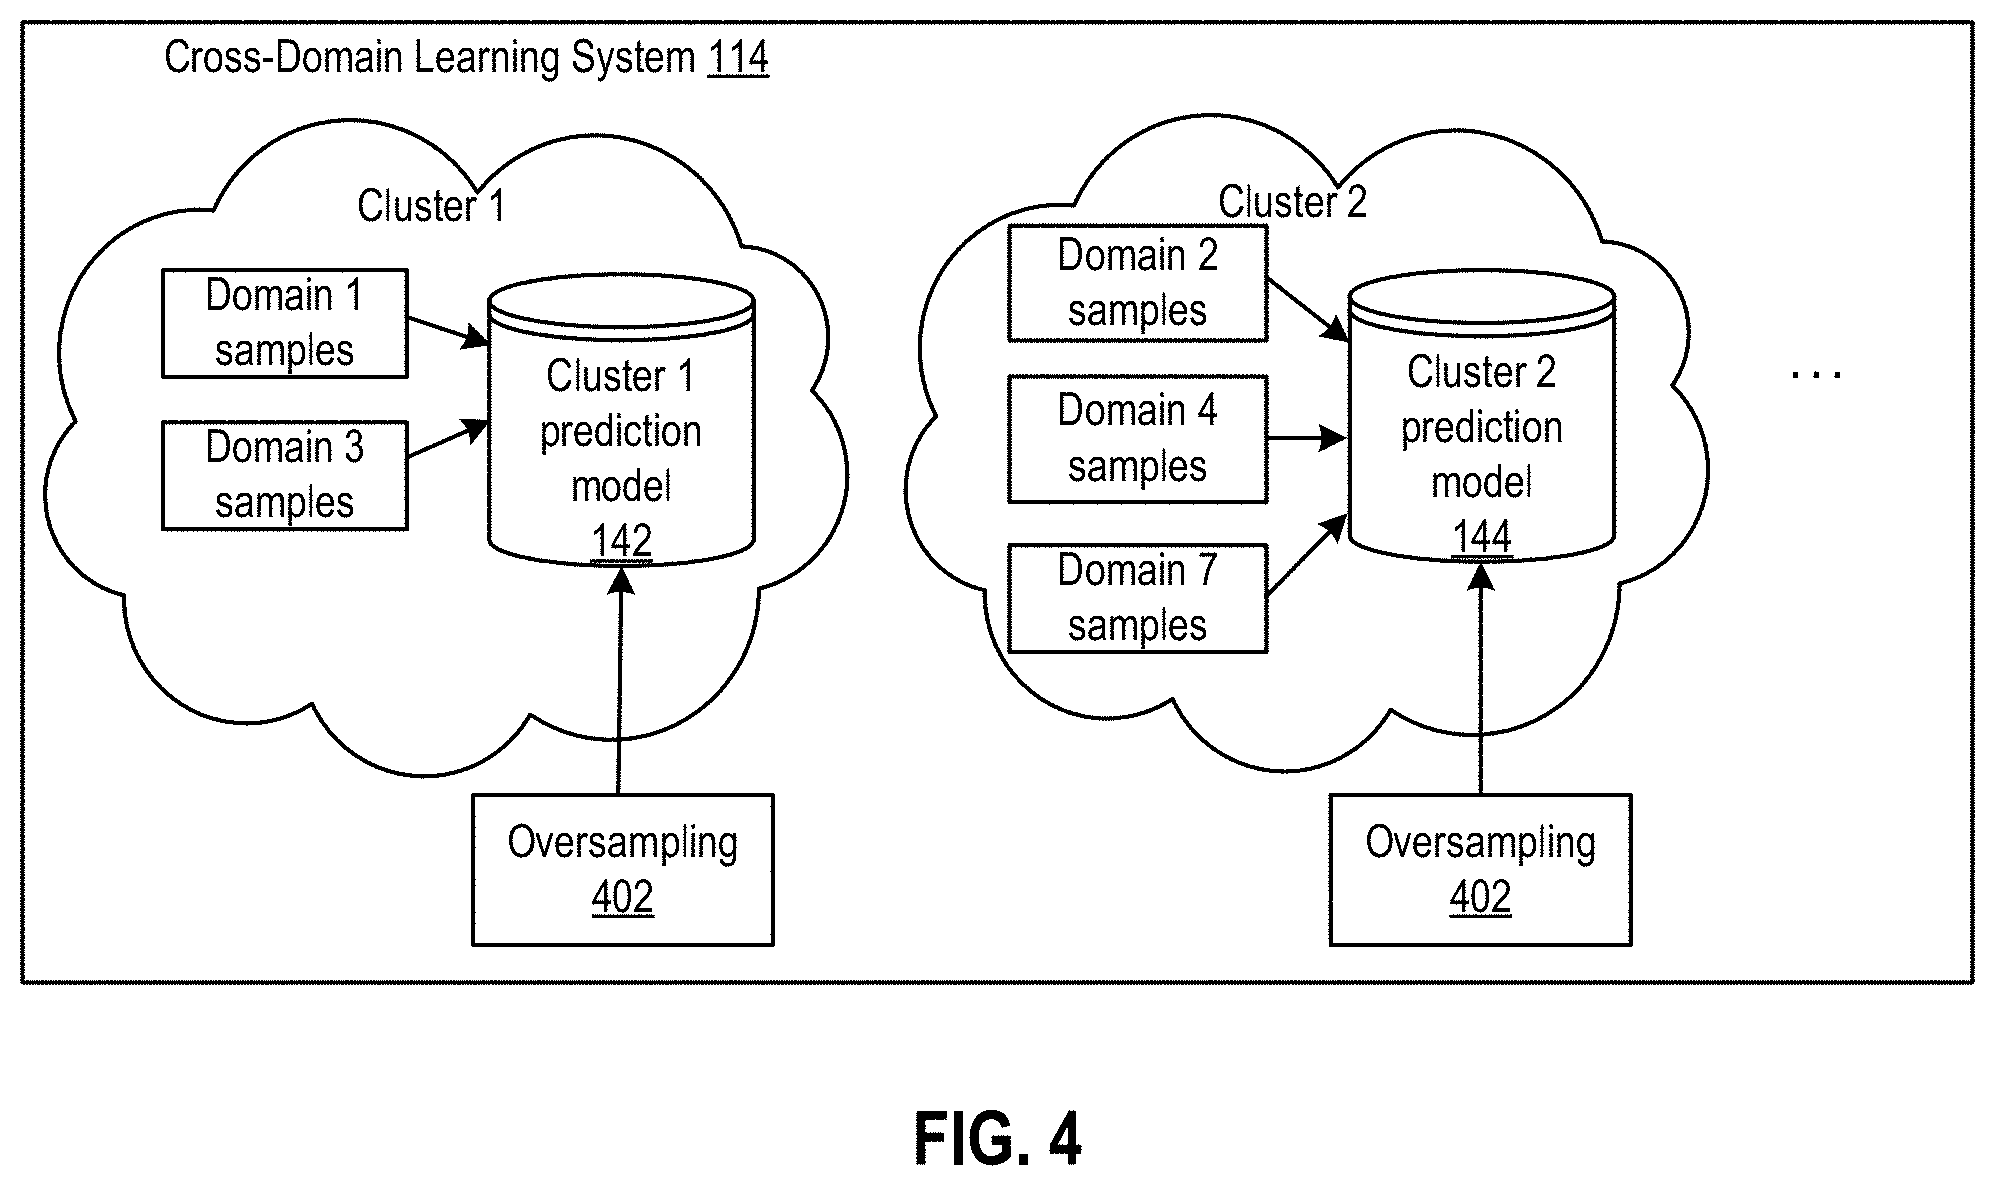 Cross-Domain Learning System 114
Cluster 1
Domain 1
samples
Domain 3
samples
Cluster 1
prediction
model
142
Oversampling
402
Cluster 2
Domain 2
samples
Domain 4
samples
Domain 7
samples
Cluster 2
prediction
model
144
Oversampling
402
. . .
FIG. 4